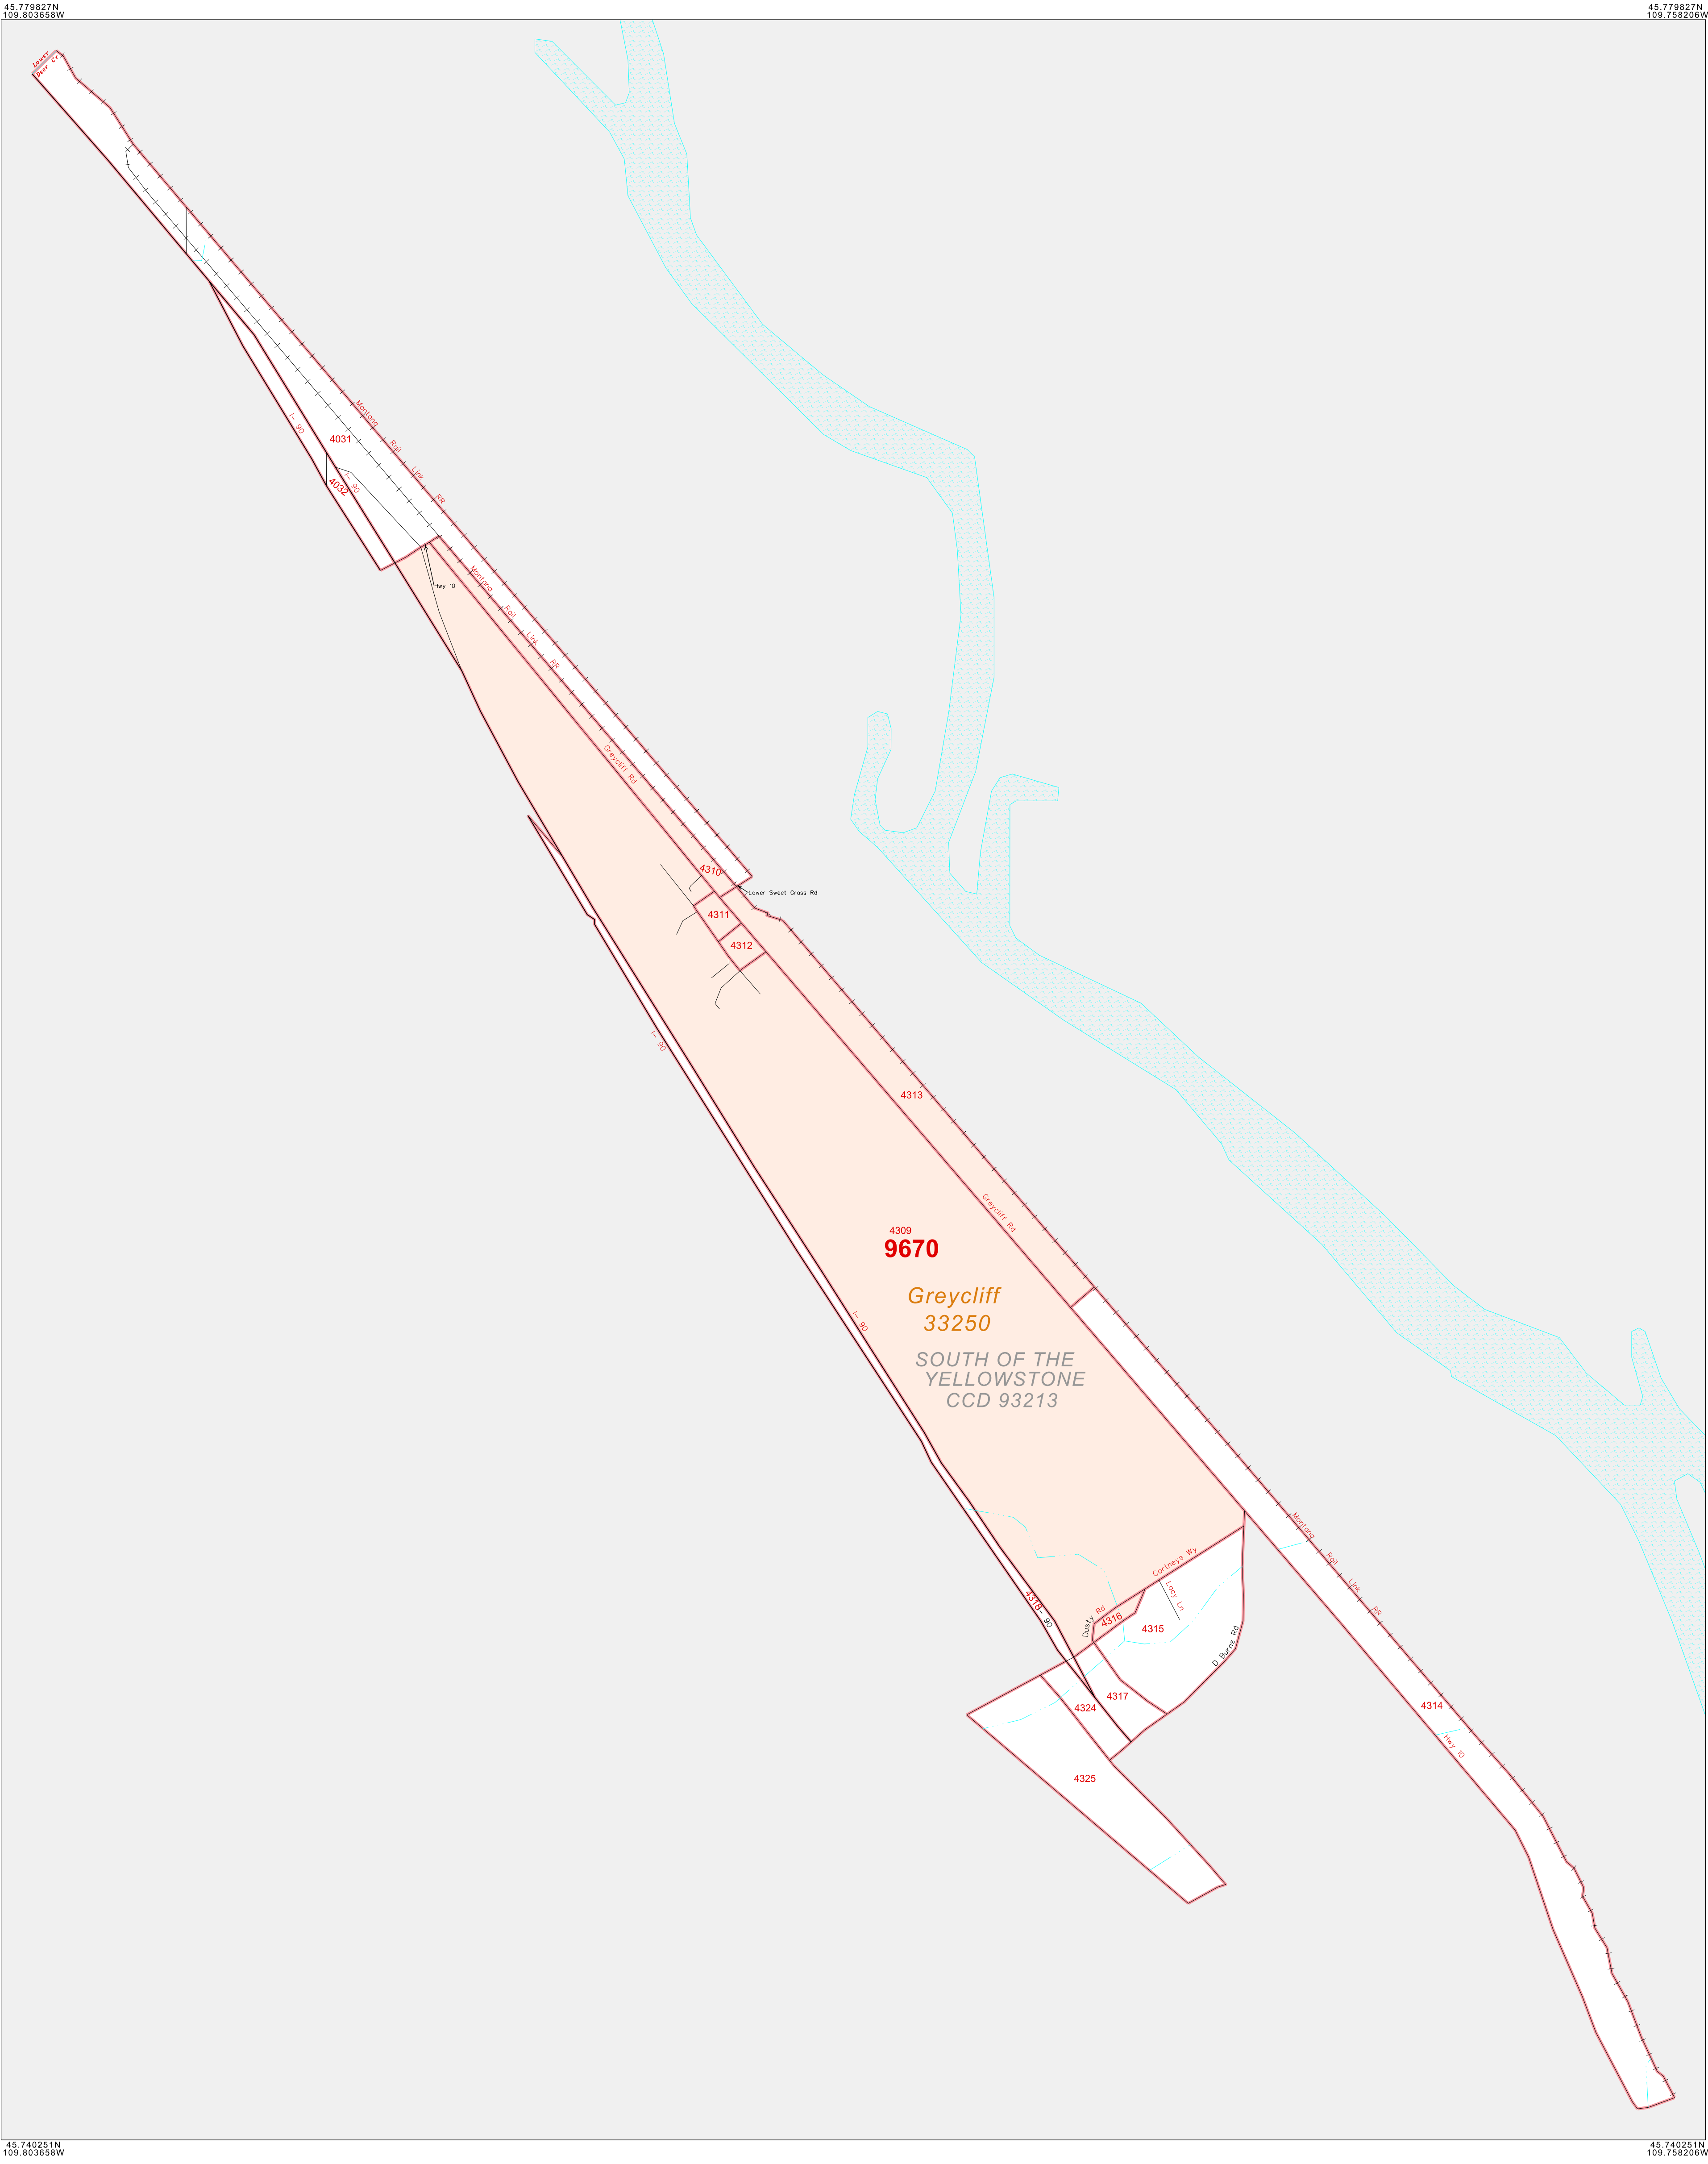 45.779827N
109.803658W
45.779827N
109.758206W
Lower
Deer Cr
Montana Rail Link RR
4031
I- 90
4032
I- 90
Hwy 10
Montana Rail Link RR
Greycliff Rd
4310
Lower Sweet Grass Rd
4311
4312
I- 90
4313
Greycliff Rd
4309
9670
Greycliff
33250
I- 90
SOUTH OF THE
YELLOWSTONE
CCD 93213
Montana Rail Link RR
Cortneys Wy
Lacy Ln
4318
I- 90
Dusty Rd
4316
4315
D Burns Rd
4317
4324
4314
Hwy 10
4325
45.740251N
109.803658W
45.740251N
109.758206W